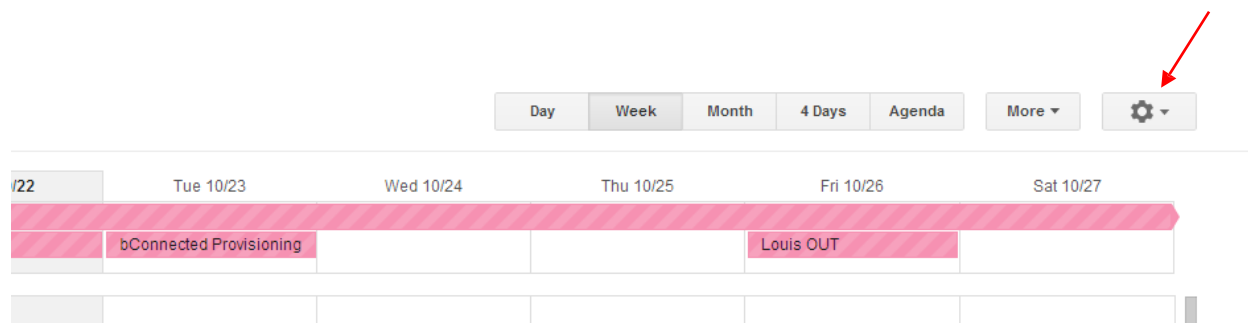 Day Week Month 4 Days Agenda More
/22 Tue 10/23 Wed 10/24 Thu 10/25 Fri 10/26 Sat 10/27
bConnected Provisioning Louis OUT